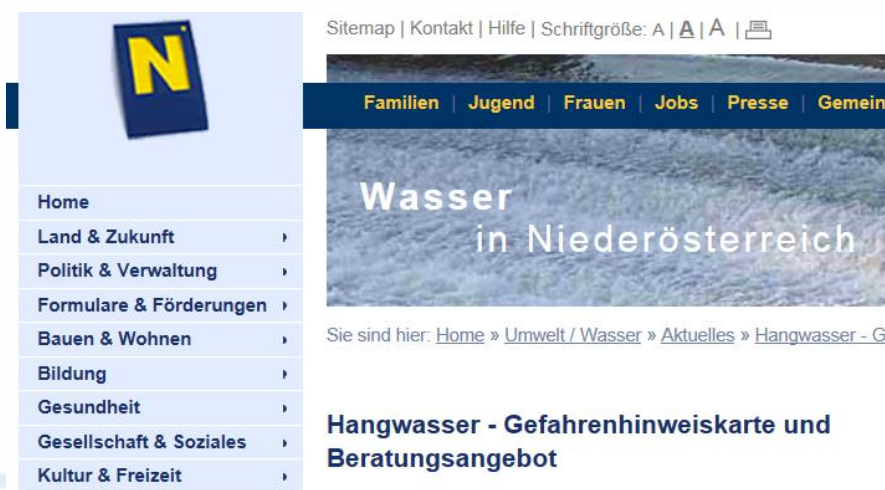 N
Sitemap | Kontakt | Hilfe | Schriftgröße: A | A | A |
Familien | Jugend | Frauen | Jobs | Presse | Gemein
Wasser
in Niederösterreich
Home
Land & Zukunft
Politik & Verwaltung
Formulare & Förderungen
Bauen & Wohnen
Bildung
Gesundheit
Gesellschaft & Soziales
Kultur & Freizeit
Sie sind hier: Home » Umwelt / Wasser » Aktuelles » Hangwasser - G
Hangwasser - Gefahrenhinweiskarte und
Beratungsangebot